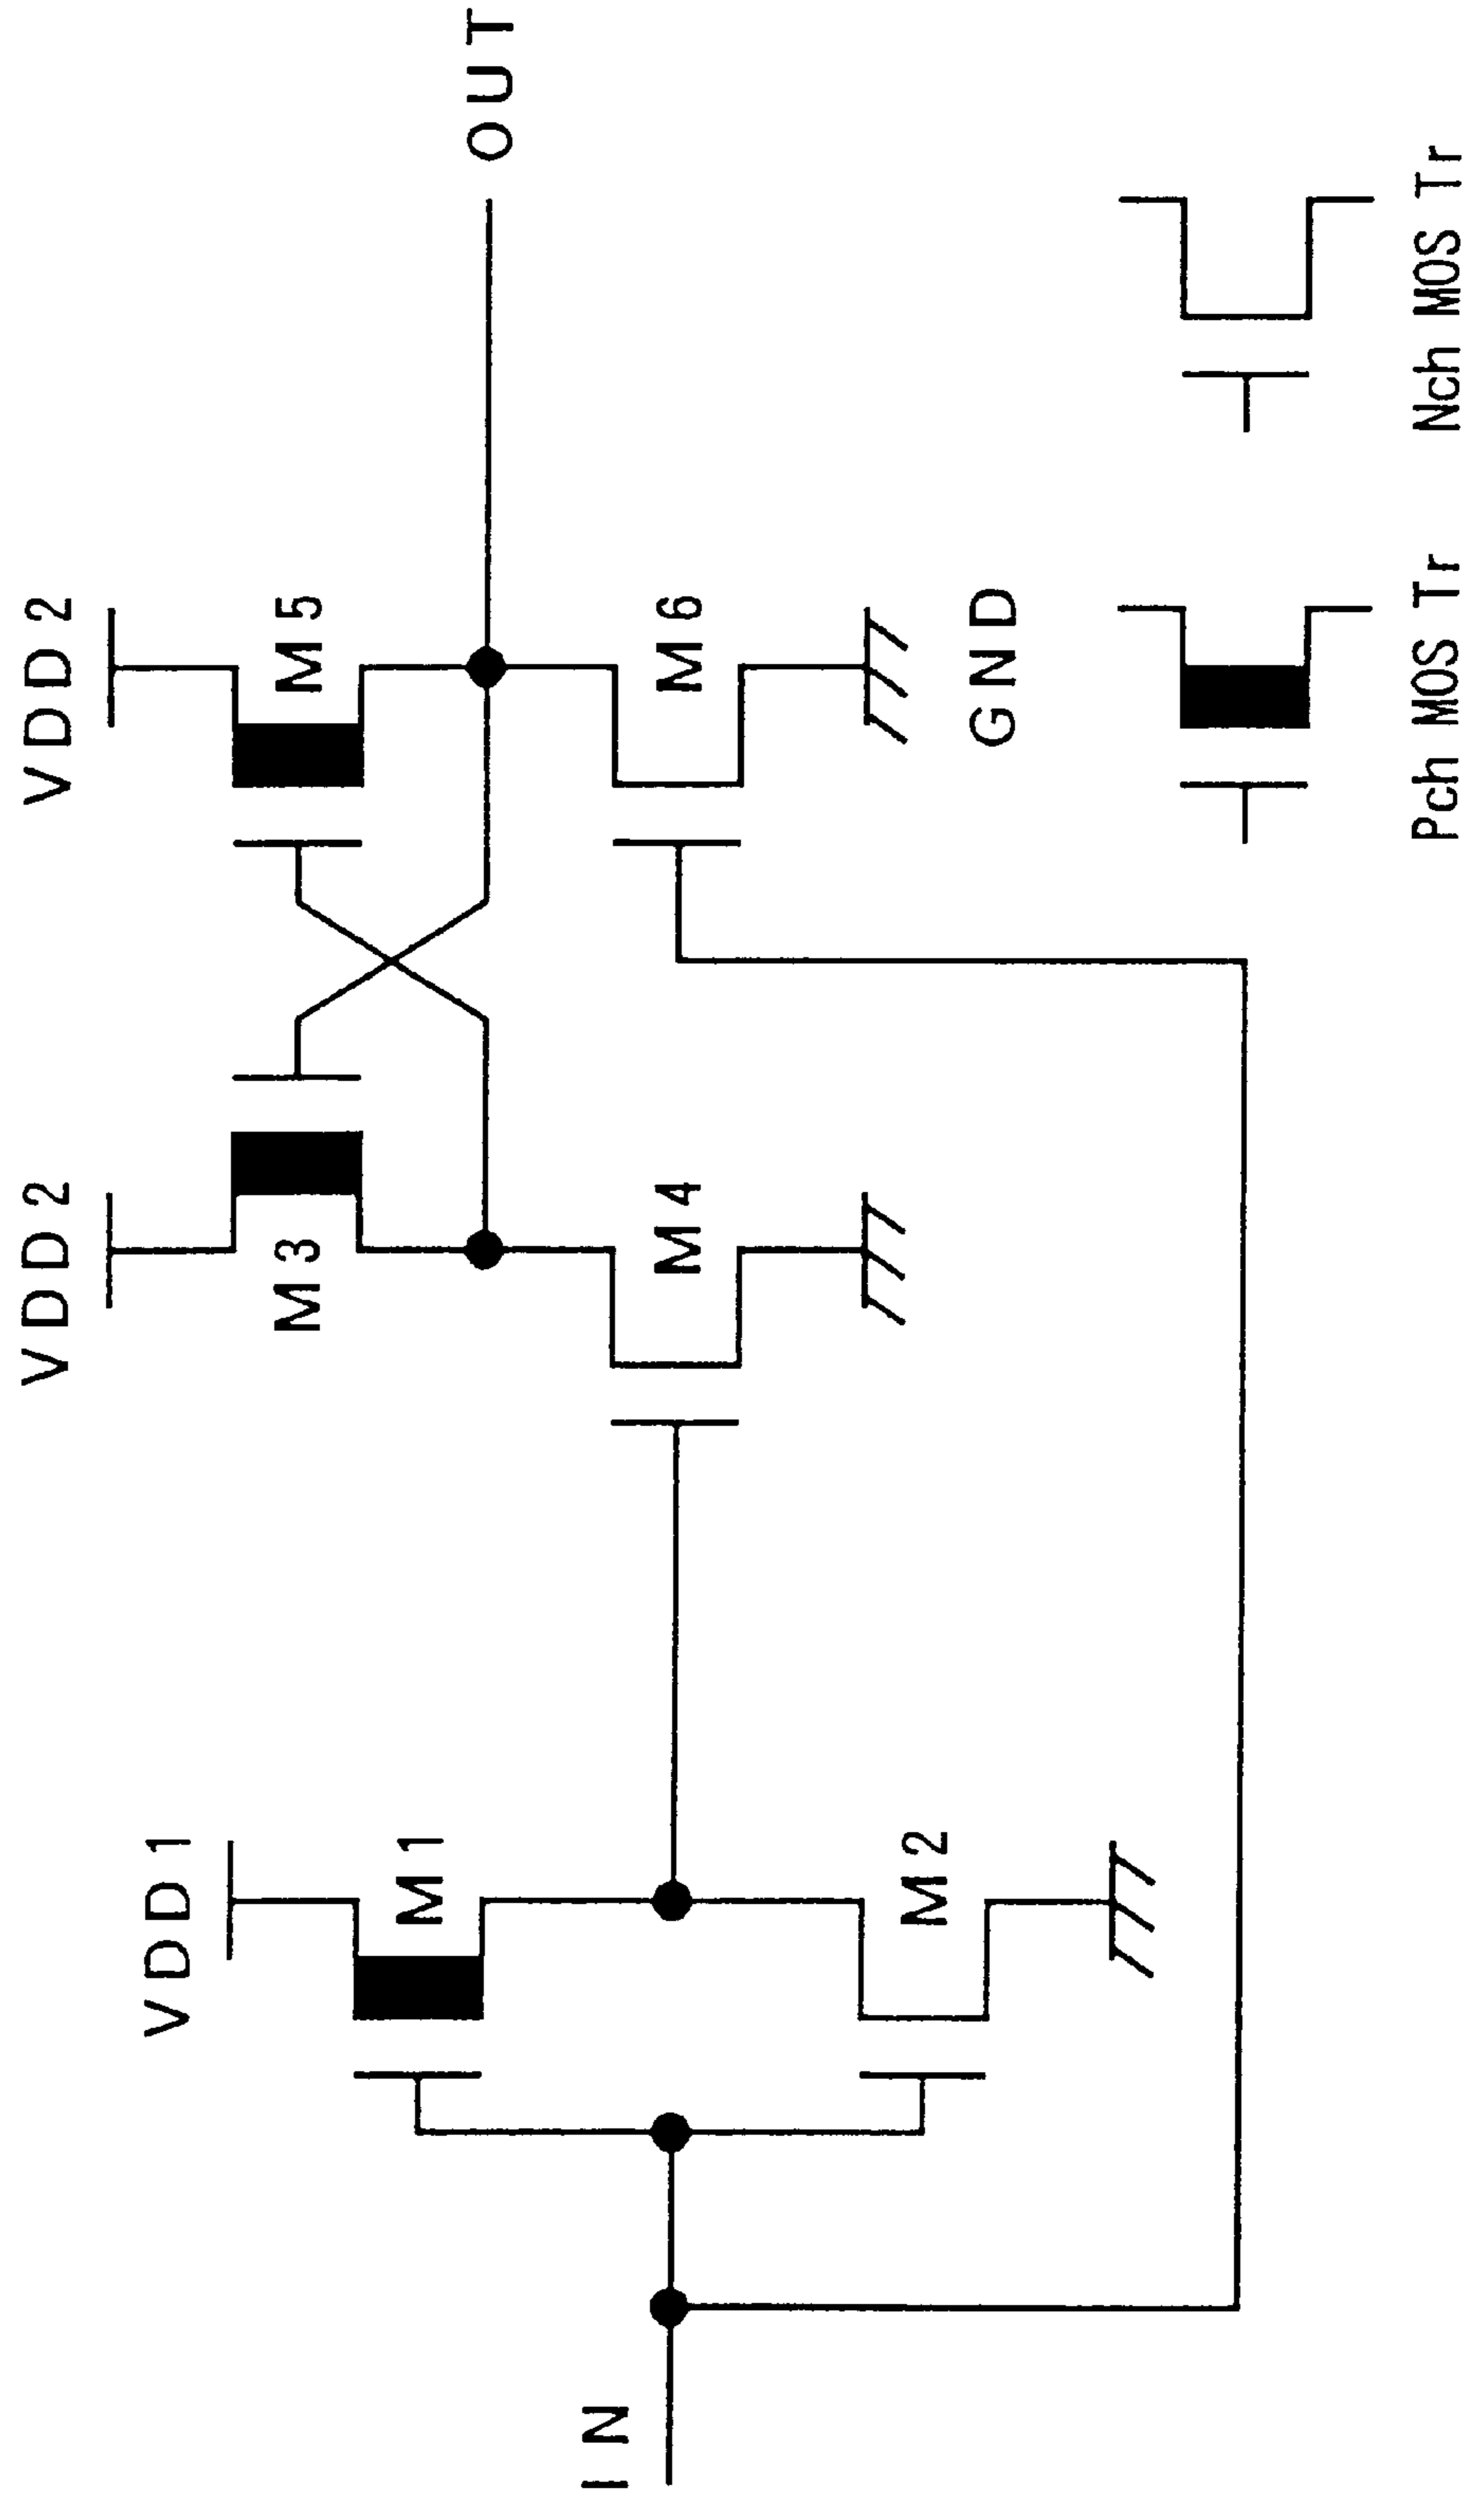 VDD2
VDD2
VDD1
M3
M5
M1
OUT
IN
M4
M6
M2
GND
Pch MOS Tr
Nch MOS Tr